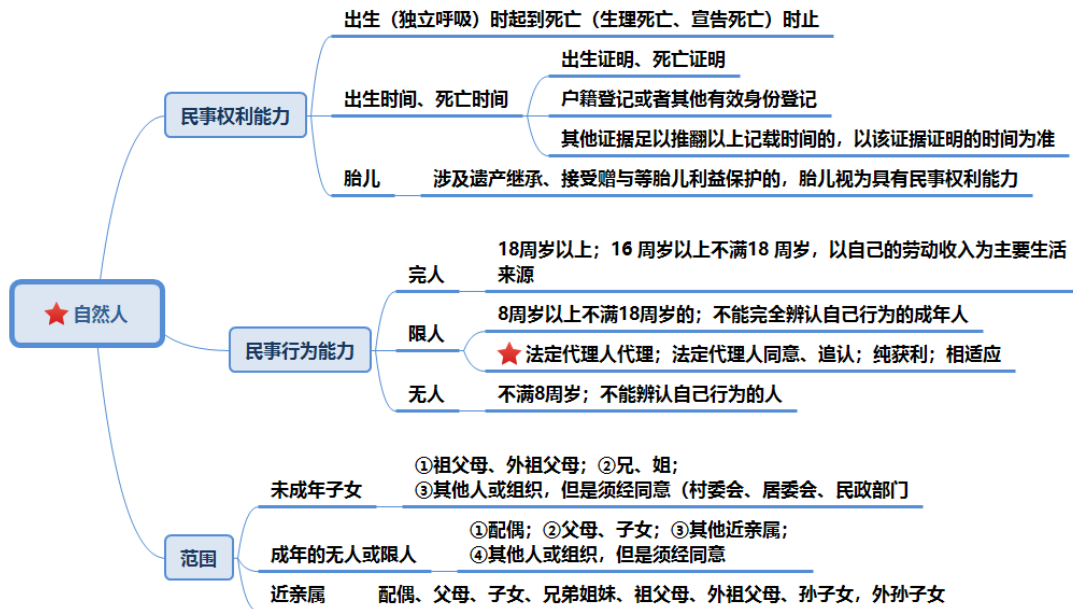 自然人
民事权利能力
出生（独立呼吸）时起到死亡（生理死亡、宣告死亡）时止
出生时间、死亡时间
出生证明、死亡证明
户籍登记或者其他有效身份登记
其他证据足以推翻以上记载时间的，以该证据证明的时间为准
胎儿
涉及遗产继承、接受赠与等胎儿利益保护的，胎儿视为具有民事权利能力
民事行为能力
完人
18周岁以上；16 周岁以上不满18 周岁，以自己的劳动收入为主要生活
来源
限人
8周岁以上不满18周岁的；不能完全辨认自己行为的成年人
法定代理人代理；法定代理人同意、追认；纯获利；相适应
无人
不满8周岁；不能辨认自己行为的人
范围
未成年子女
①祖父母、外祖父母；②兄、姐；
③其他人或组织，但是须经同意（村委会、居委会、民政部门
成年的无人或限人
①配偶；②父母、子女；③其他近亲属；
④其他人或组织，但是须经同意
近亲属
配偶、父母、子女、兄弟姐妹、祖父母、外祖父母、孙子女，外孙子女